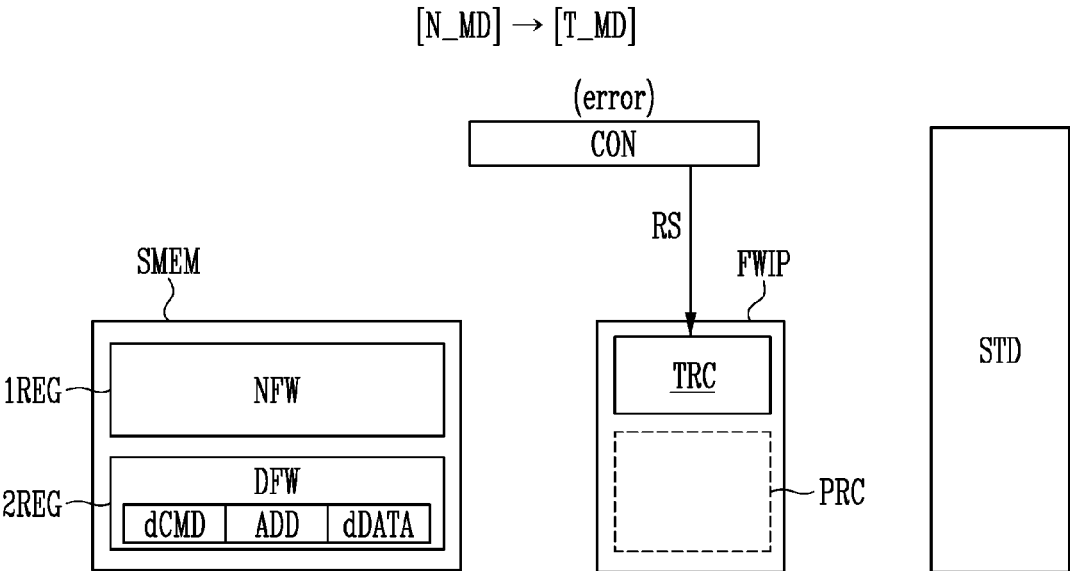 [N_MD] → [T_MD]
(error)
CON
RS
SMEM
FWIP
STD
1REG
NFW
TRC
2REG
DFW
PRC
dCMD ADD dDATA